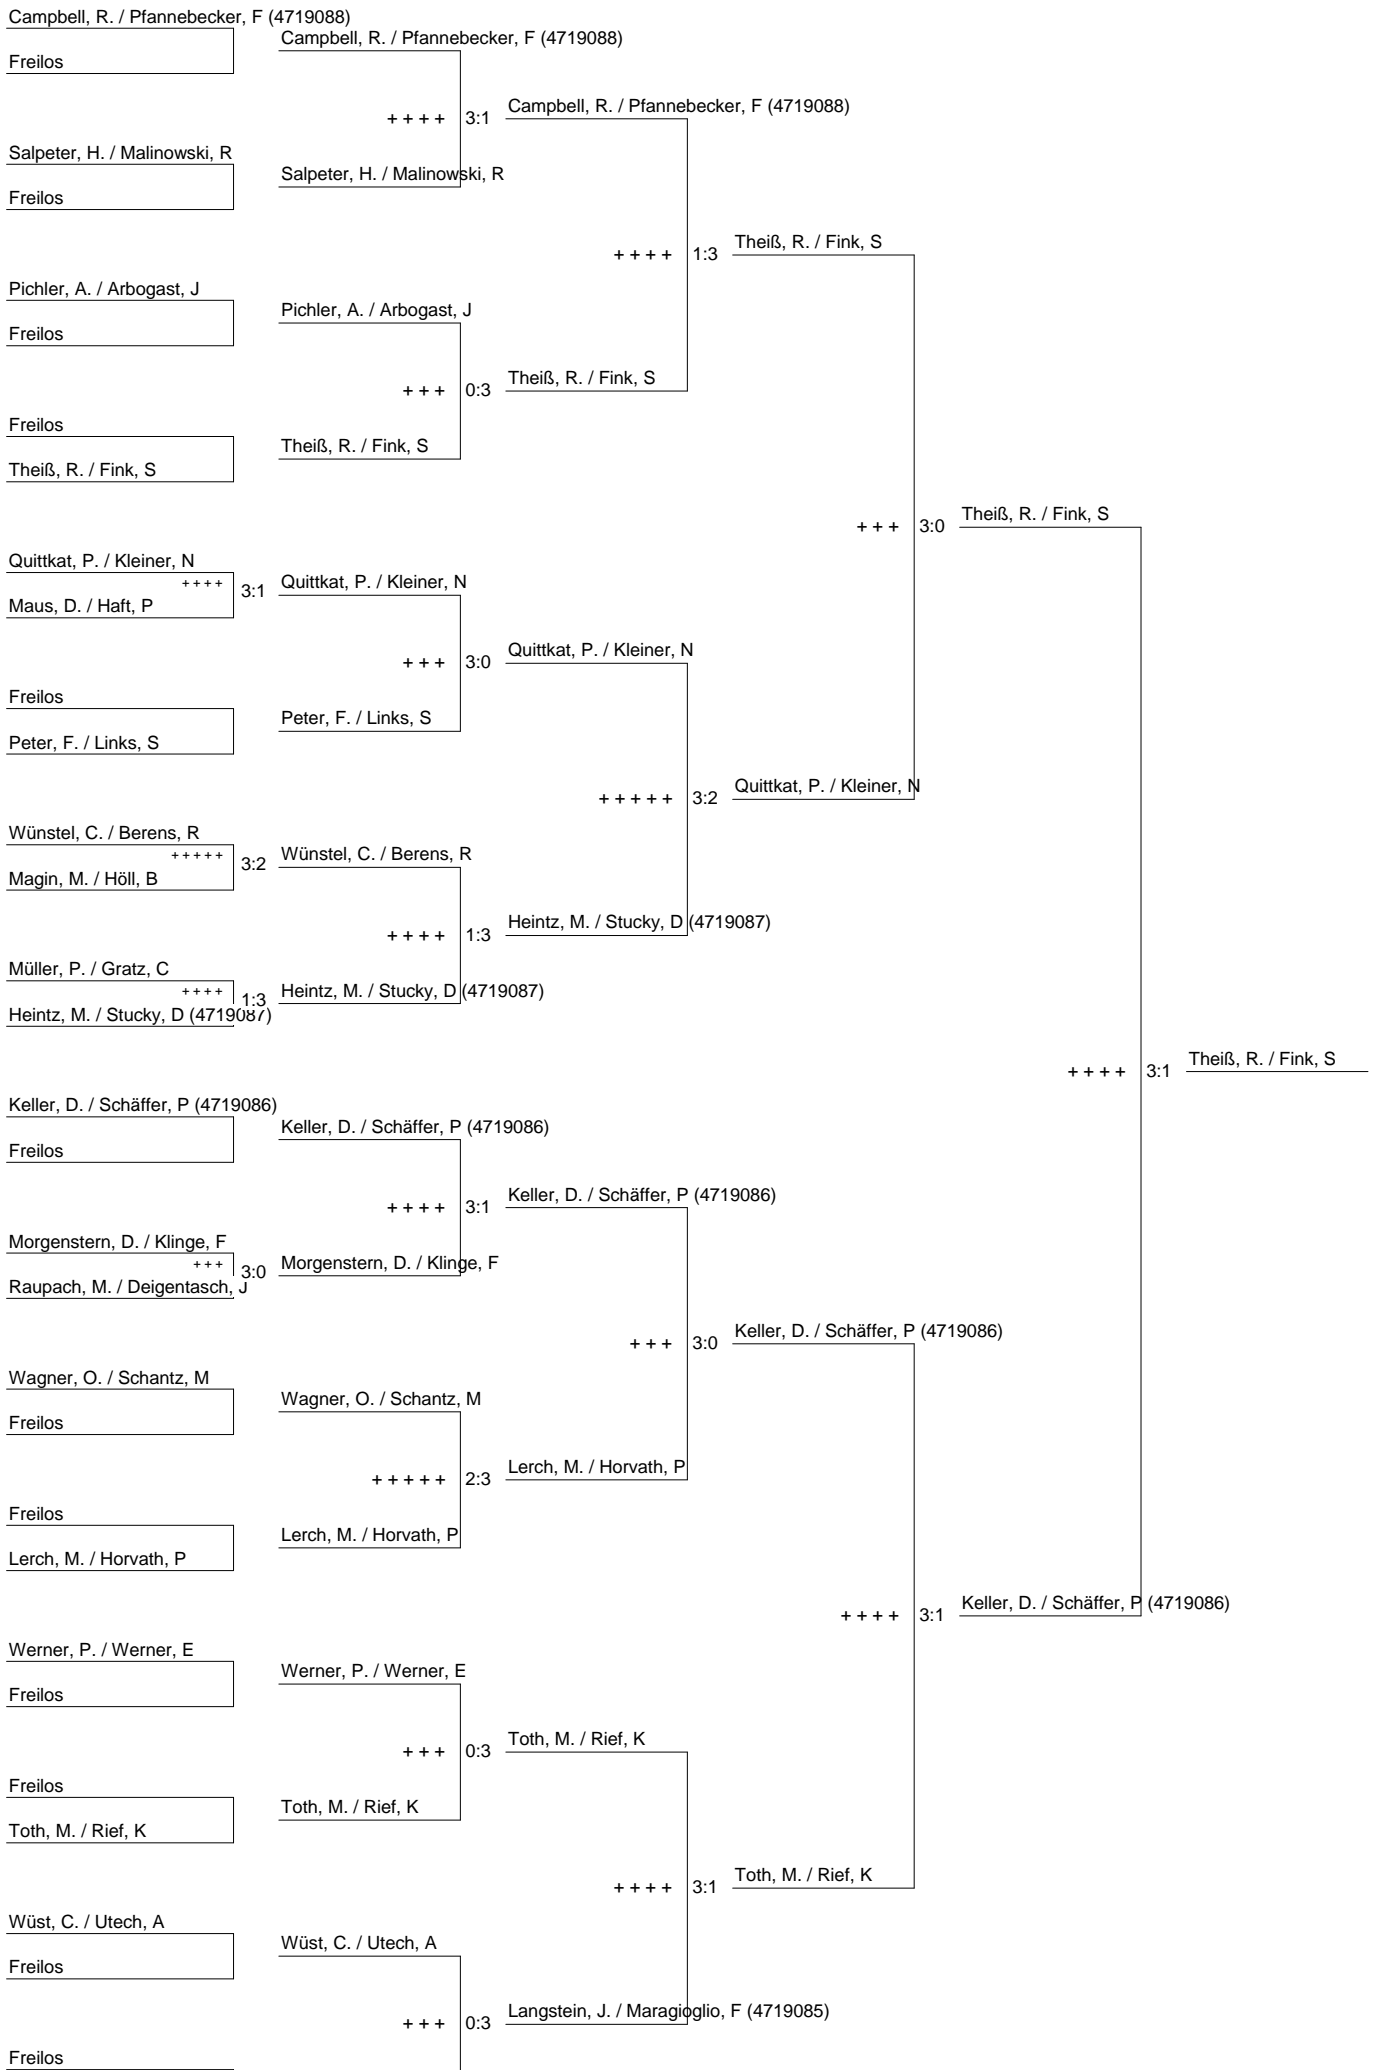 Campbell, R. / Pfannebecker, F (4719088)
Freilos
Salpeter, H. / Malinowski, R
Freilos
Pichler, A. / Arbogast, J
Freilos
Freilos
Theiß, R. / Fink, S
Quittkat, P. / Kleiner, N
++++ 3:1
Maus, D. / Haft, P
Freilos
Peter, F. / Links, S
Wünstel, C. / Berens, R
+++++ 3:2
Magin, M. / Höll, B
Müller, P. / Gratz, C
++++ 1:3
Heintz, M. / Stucky, D (4719087)
Keller, D. / Schäffer, P (4719086)
Freilos
Morgenstern, D. / Klinge, F
+++ 3:0
Raupach, M. / Deigentasch, J
Wagner, O. / Schantz, M
Freilos
Freilos
Lerch, M. / Horvath, P
Werner, P. / Werner, E
Freilos
Freilos
Toth, M. / Rief, K
Wüst, C. / Utech, A
Freilos
Freilos
Campbell, R. / Pfannebecker, F (4719088)
++++ 3:1
Salpeter, H. / Malinowski, R
Pichler, A. / Arbogast, J
+++ 0:3
Theiß, R. / Fink, S
Quittkat, P. / Kleiner, N
+++ 3:0
Peter, F. / Links, S
Wünstel, C. / Berens, R
++++ 1:3
Heintz, M. / Stucky, D (4719087)
Keller, D. / Schäffer, P (4719086)
++++ 3:1
Morgenstern, D. / Klinge, F
Wagner, O. / Schantz, M
+++++ 2:3
Lerch, M. / Horvath, P
Werner, P. / Werner, E
+++ 0:3
Toth, M. / Rief, K
Wüst, C. / Utech, A
+++ 0:3
Campbell, R. / Pfannebecker, F (4719088)
++++ 1:3
Theiß, R. / Fink, S
Quittkat, P. / Kleiner, N
+++++ 3:2
Heintz, M. / Stucky, D (4719087)
Keller, D. / Schäffer, P (4719086)
+++ 3:0
Lerch, M. / Horvath, P
Toth, M. / Rief, K
++++ 3:1
Langstein, J. / Maragioglio, F (4719085)
Theiß, R. / Fink, S
+++ 3:0
Quittkat, P. / Kleiner, N
Keller, D. / Schäffer, P (4719086)
++++ 3:1
Toth, M. / Rief, K
Theiß, R. / Fink, S
++++ 3:1
Keller, D. / Schäffer, P (4719086)
Theiß, R. / Fink, S